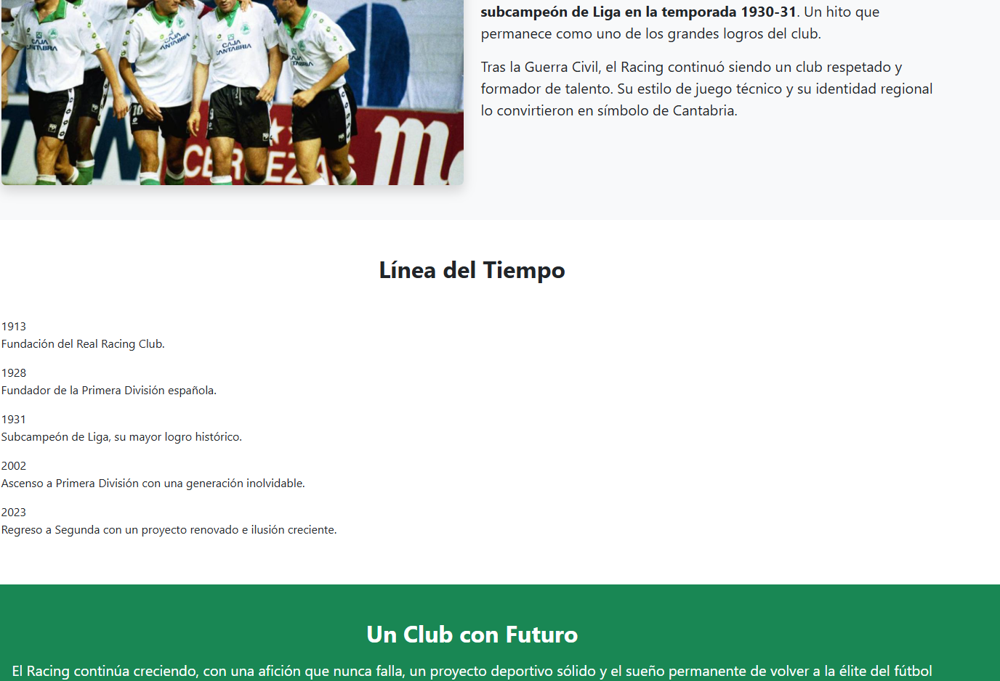 subcampeón de Liga en la temporada 1930-31. Un hito que
permanece como uno de los grandes logros del club.
Tras la Guerra Civil, el Racing continuó siendo un club respetado y
formador de talento. Su estilo de juego técnico y su identidad regional
lo convirtieron en símbolo de Cantabria.
CAJA
CANTABRIA
CAJA
CANTABRIA
CAJA
CANTABRIA
CAJA
CANTABRIA
10
CERVEZAS
Línea del Tiempo
1913
Fundación del Real Racing Club.
1928
Fundador de la Primera División española.
1931
Subcampeón de Liga, su mayor logro histórico.
2002
Ascenso a Primera División con una generación inolvidable.
2023
Regreso a Segunda con un proyecto renovado e ilusión creciente.
Un Club con Futuro
El Racing continúa creciendo, con una afición que nunca falla, un proyecto deportivo sólido y el sueño permanente de volver a la élite del fútbol